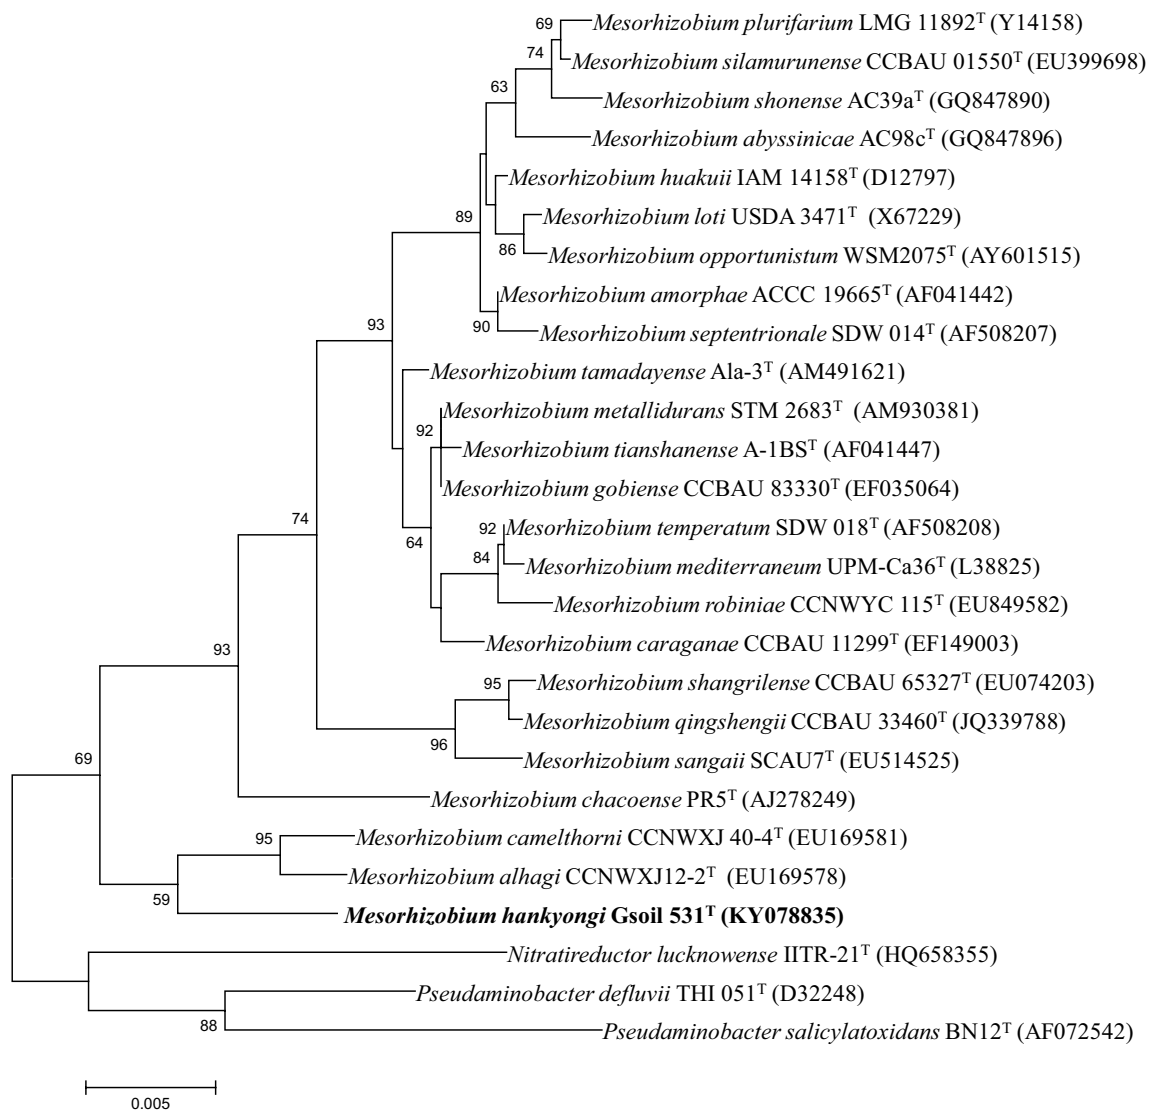 69
Mesorhizobium plurifarium LMG 11892ᵀ (Y14158)
74
Mesorhizobium silamurunense CCBAU 01550ᵀ (EU399698)
63
Mesorhizobium shonense AC39aᵀ (GQ847890)
Mesorhizobium abyssinicae AC98cᵀ (GQ847896)
Mesorhizobium huakuii IAM 14158ᵀ (D12797)
89
Mesorhizobium loti USDA 3471ᵀ (X67229)
86
Mesorhizobium opportunistum WSM2075ᵀ (AY601515)
Mesorhizobium amorphae ACCC 19665ᵀ (AF041442)
93
90
Mesorhizobium septentrionale SDW 014ᵀ (AF508207)
Mesorhizobium tamadayense Ala-3ᵀ (AM491621)
Mesorhizobium metallidurans STM 2683ᵀ (AM930381)
92
Mesorhizobium tianshanense A-1BSᵀ (AF041447)
Mesorhizobium gobiense CCBAU 83330ᵀ (EF035064)
74
92
Mesorhizobium temperatum SDW 018ᵀ (AF508208)
64
84
Mesorhizobium mediterraneum UPM-Ca36ᵀ (L38825)
Mesorhizobium robiniae CCNWYC 115ᵀ (EU849582)
Mesorhizobium caraganae CCBAU 11299ᵀ (EF149003)
93
95
Mesorhizobium shangrilense CCBAU 65327ᵀ (EU074203)
Mesorhizobium qingshengii CCBAU 33460ᵀ (JQ339788)
96
Mesorhizobium sangaii SCAU7ᵀ (EU514525)
69
Mesorhizobium chacoense PR5ᵀ (AJ278249)
95
Mesorhizobium camelthorni CCNWXJ 40-4ᵀ (EU169581)
Mesorhizobium alhagi CCNWXJ12-2ᵀ (EU169578)
59
Mesorhizobium hankyongi Gsoil 531ᵀ (KY078835)
Nitratireductor lucknowense IITR-21ᵀ (HQ658355)
Pseudaminobacter defluvii THI 051ᵀ (D32248)
88
Pseudaminobacter salicylatoxidans BN12ᵀ (AF072542)
0.005